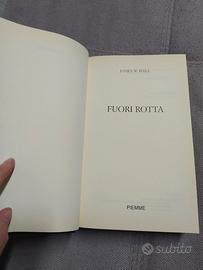 JAMES W. HALL
FUORI ROTTA
PIEMME
subito